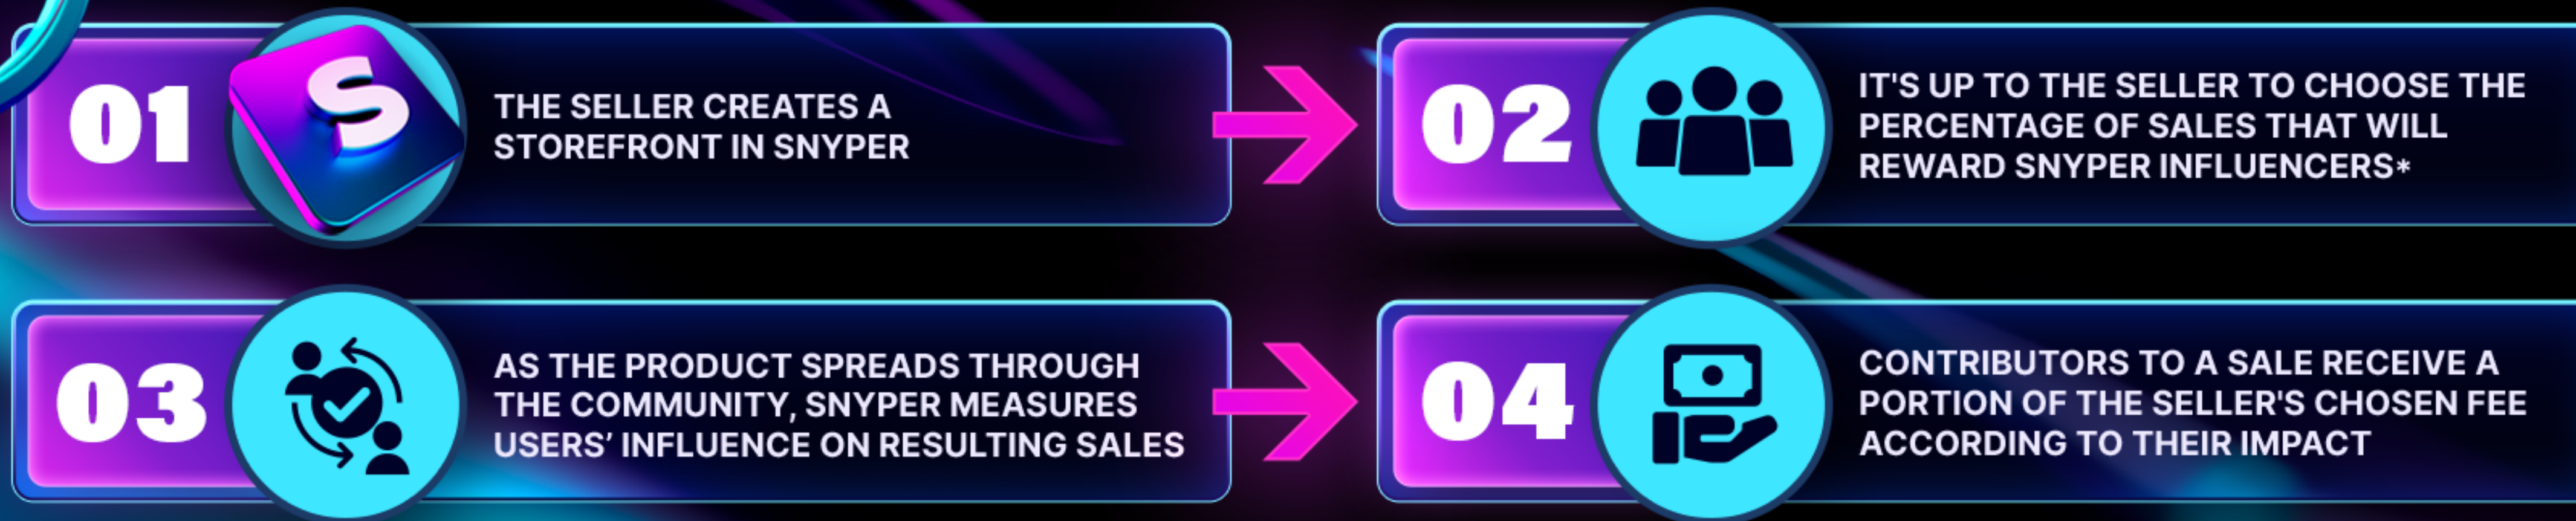 01
S
THE SELLER CREATES A
STOREFRONT IN SNYPER
02
IT'S UP TO THE SELLER TO CHOOSE THE
PERCENTAGE OF SALES THAT WILL
REWARD SNYPER INFLUENCERS*
03
AS THE PRODUCT SPREADS THROUGH
THE COMMUNITY, SNYPER MEASURES
USERS’ INFLUENCE ON RESULTING SALES
04
CONTRIBUTORS TO A SALE RECEIVE A
PORTION OF THE SELLER'S CHOSEN FEE
ACCORDING TO THEIR IMPACT